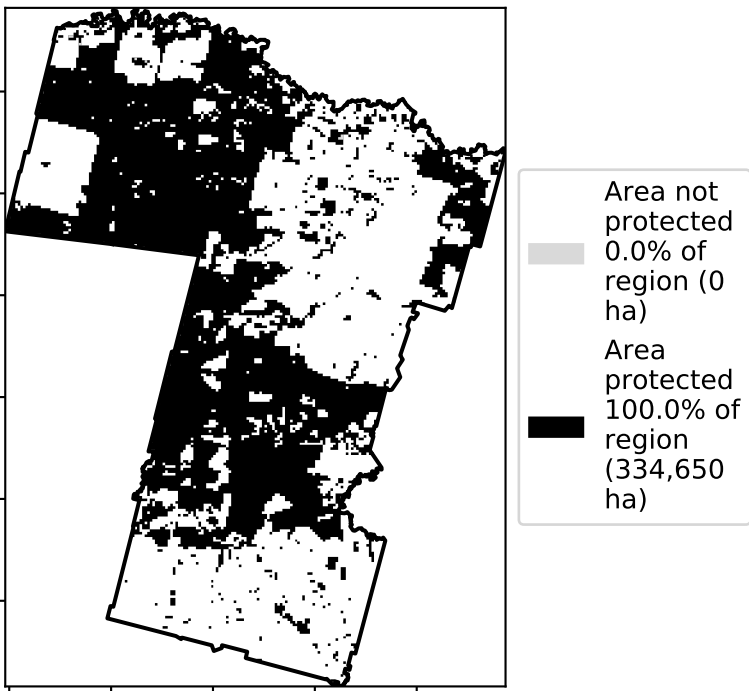 Area not
protected
0.0% of
region (0
ha)
Area
protected
100.0% of
region
(334,650
ha)